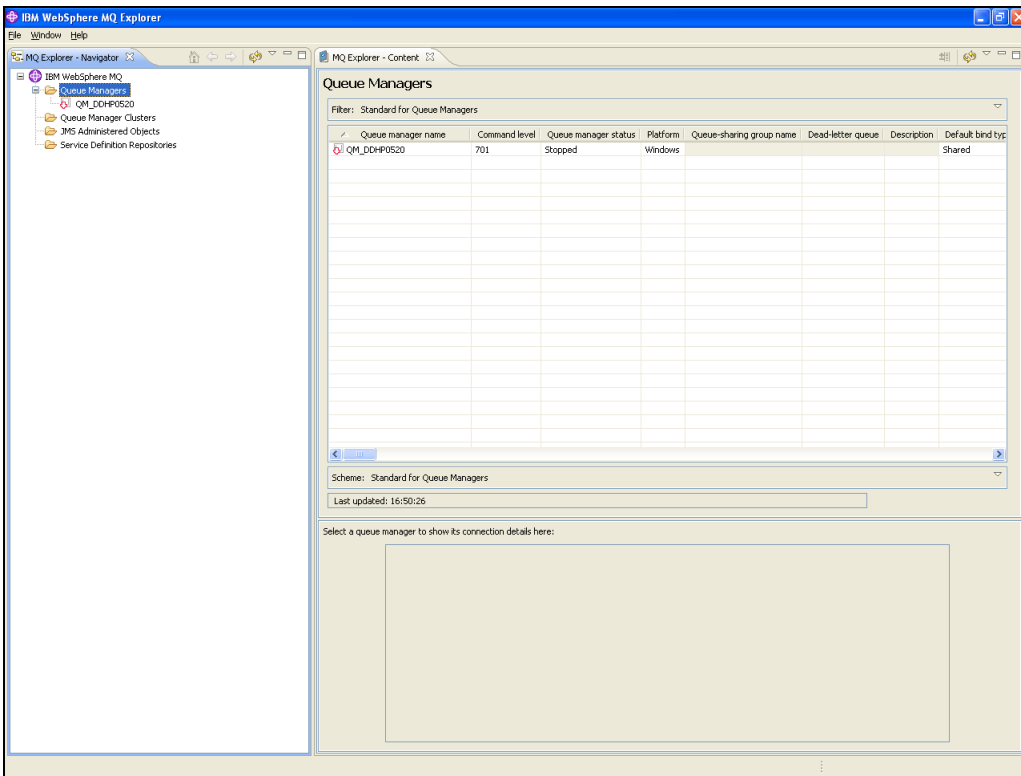 IBM WebSphere MQ Explorer
File Window Help
MQ Explorer - Navigator
IBM WebSphere MQ
Queue Managers
QM_DDHP0520
Queue Manager Clusters
JMS Administered Objects
Service Definition Repositories
MQ Explorer - Content
Queue Managers
Filter: Standard for Queue Managers
Queue manager name Command level Queue manager status Platform Queue-sharing group name Dead-letter queue Description Default bind typ
QM_DDHP0520 701 Stopped Windows Shared
Scheme: Standard for Queue Managers
Last updated: 16:50:26
Select a queue manager to show its connection details here: